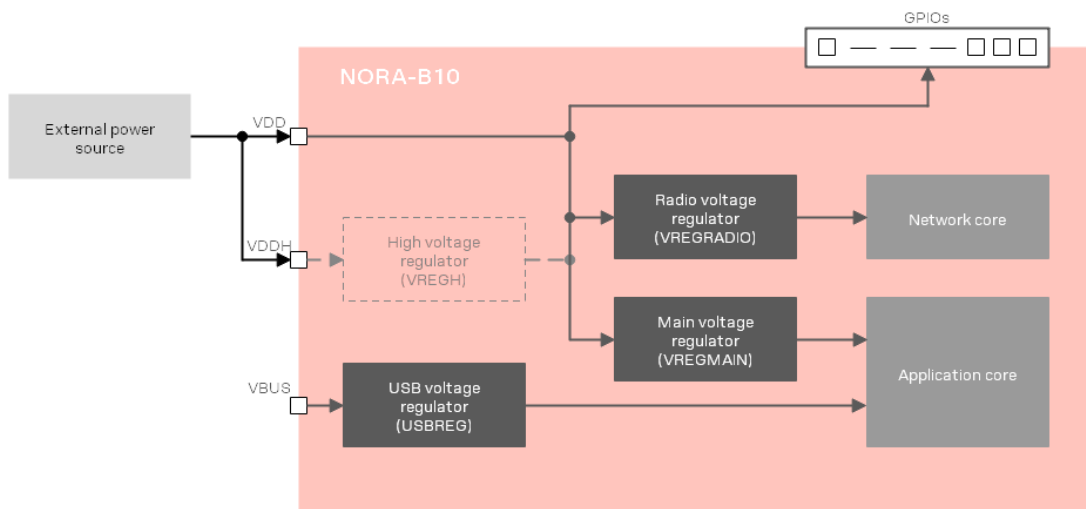 GPIOs
NORA-B10
External power
source
VDD
Radio voltage
regulator
(VREGRADIO)
Network core
VDDH
High voltage
regulator
(VREGH)
Main voltage
regulator
(VREGMAIN)
Application core
VBUS
USB voltage
regulator
(USBREG)